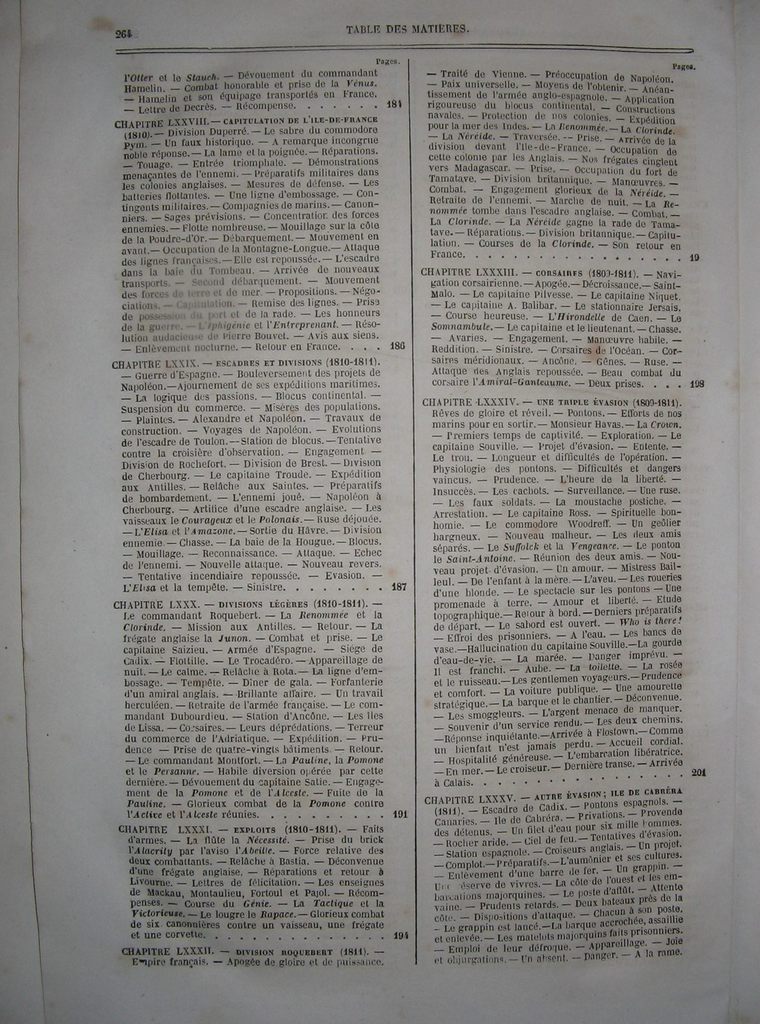 264
TABLE DES MATIÈRES.
Pages.
l'Otter et le Stauch. — Dévouement du commandant
Hamelin. — Combat honorable et prise de la Vénus.
— Hamelin et son équipage transportés en France.
— Lettre de Decrès. — Récompense. . . . . . . 184
CHAPITRE LXXVIII. — CAPITULATION DE L'ILE-DE-FRANCE
(1810). — Division Duperré. — Le sabre du commodore
Pym. — Un faux historique. — A remarque incongrue
noble réponse. — La lame et la poignée. — Réparations.
— Touage. — Entrée triomphale. — Démonstrations
menaçantes de l'ennemi. — Préparatifs militaires dans
les colonies anglaises. — Mesures de défense. — Les
batteries flottantes. — Une ligne d'embossage. — Con-
tingents militaires. — Compagnies de marins. — Canon-
niers. — Sages prévisions. — Concentration des forces
ennemies. — Flotte nombreuse. — Mouillage sur la côte
de la Poudre-d'Or. — Débarquement. — Mouvement en
avant. — Occupation de la Montagne-Longue. — Attaque
des lignes françaises. — Elle est repoussée. — L'escadre
dans la baie du Tombeau. — Arrivée de nouveaux
transports. — Second débarquement. — Mouvement
des forces de terre et de mer. — Propositions. — Négo-
ciations. — Capitulation. — Remise des lignes. — Prise
de possession du port et de la rade. — Les honneurs
de la guerre. — L'Iphigénie et l'Entreprenant. — Réso-
lution audacieuse de Pierre Bouvet. — Avis aux siens.
— Enlèvement nocturne. — Retour en France. . . . 186
CHAPITRE LXXIX. — ESCADRES ET DIVISIONS (1810-1811).
— Guerre d'Espagne. — Bouleversement des projets de
Napoléon. — Ajournement de ses expéditions maritimes.
— La logique des passions. — Blocus continental. —
Suspension du commerce. — Misères des populations.
— Plaintes. — Alexandre et Napoléon. — Travaux de
construction. — Voyages de Napoléon. — Evolutions
de l'escadre de Toulon. — Station de blocus. — Tentative
contre la croisière d'observation. — Engagement —
Division de Rochefort. — Division de Brest. — Division
de Cherbourg. — Le capitaine Troude. — Expédition
aux Antilles. — Relâche aux Saintes. — Préparatifs
de bombardement. — L'ennemi joué. — Napoléon à
Cherbourg. — Artifice d'une escadre anglaise. — Les
vaisseaux le Courageux et le Polonais. — Ruse déjouée.
— L'Elisa et l'Amazone. — Sortie du Hâvre. — Division
ennemie. — Chasse. — La baie de la Hougue. — Blocus.
— Mouillage. — Reconnaissance. — Attaque. — Echec
de l'ennemi. — Nouvelle attaque. — Nouveau revers.
— Tentative incendiaire repoussée. — Evasion. —
L'Elisa et la tempête. — Sinistre. . . . . . . . . 187
CHAPITRE LXXX. — DIVISIONS LÉGÈRES (1810-1811). —
Le commandant Roquebert. — La Renommée et la
Clorinde. — Mission aux Antilles. — Retour. — La
frégate anglaise la Junon. — Combat et prise. — Le
capitaine Saizieu. — Armée d'Espagne. — Siége de
Cadix. — Flottille. — Le Trocadéro. — Appareillage de
nuit. — Le calme. — Relâche à Rota. — La ligne d'em-
bossage. — Tempête. — Diner de gala. — Forfanterie
d'un amiral anglais. — Brillante affaire. — Un travail
herculéen. — Retraite de l'armée française. — Le com-
mandant Dubourdieu. — Station d'Ancône. — Les îles
de Lissa. — Corsaires. — Leurs déprédations. — Terreur
du commerce de l'Adriatique. — Expédition. — Pru-
dence — Prise de quatre-vingts bâtiments. — Retour.
— Le commandant Montfort. — La Pauline, la Pomone
et le Persanne. — Habile diversion opérée par cette
dernière. — Dévouement du capitaine Satie. — Engage-
ment de la Pomone et de l'Alceste. — Fuite de la
Pauline. — Glorieux combat de la Pomone contre
l'Active et l'Alceste réunies. . . . . . . . . . . 191
CHAPITRE LXXXI. — EXPLOITS (1810-1811). — Faits
d'armes. — La flûte la Nécessité. — Prise du brick
l'Alacrity par l'aviso l'Abeille. — Force relative des
deux combattants. — Relâche à Bastia. — Déconvenue
d'une frégate anglaise. — Réparations et retour à
Livourne. — Lettres de félicitation. — Les enseignes
de Mackau, Montaulieu, Fortoul et Pajol. — Récom-
penses. — Course du Génie. — La Tactique et la
Victorieuse. — Le lougre le Rapace. — Glorieux combat
de six canonnières contre un vaisseau, une frégate
et une corvette. . . . . . . . . . . . . . . . 194
CHAPITRE LXXXII. — DIVISION ROQUEBERT (1811). —
Empire français. — Apogée de gloire et de puissance.
Pages.
— Traité de Vienne. — Préoccupation de Napoléon.
— Paix universelle. — Moyens de l'obtenir. — Anéan-
tissement de l'armée anglo-espagnole. — Application
rigoureuse du blocus continental. — Constructions
navales. — Protection de nos colonies. — Expédition
pour la mer des Indes. — La Renommée. — La Clorinde.
— La Néréide. — Traversée. — Prise. — Arrivée de la
division devant l'Ile-de-France. — Occupation de
cette colonie par les Anglais. — Nos frégates cinglent
vers Madagascar. — Prise. — Occupation du fort de
Tamatave. — Division britannique. — Manœuvres. —
Combat. — Engagement glorieux de la Néréide. —
Retraite de l'ennemi. — Marche de nuit. — La Re-
nommée tombe dans l'escadre anglaise. — Combat. —
La Clorinde. — La Néréide gagne la rade de Tama-
tave. — Réparations. — Division britannique. — Capitu-
lation. — Courses de la Clorinde. — Son retour en
France. . . . . . . . . . . . . . . . . . . 19
CHAPITRE LXXXIII. — CORSAIRES (1809-1811). — Navi-
gation corsairienne. — Apogée. — Décroissance. — Saint-
Malo. — Le capitaine Pilvesse. — Le capitaine Niquet.
— Le capitaine A. Balibar. — Le stationnaire Jersais.
— Course heureuse. — L'Hirondelle de Caen. — Le
Somnambule. — Le capitaine et le lieutenant. — Chasse.
— Avaries. — Engagement. — Manœuvre habile. —
Reddition. — Sinistre. — Corsaires de l'Océan. — Cor-
saires méridionaux. — Ancône. — Gênes. — Ruse. —
Attaque des Anglais repoussée. — Beau combat du
corsaire l'Amiral-Ganteaume. — Deux prises. . . . 198
CHAPITRE LXXXIV. — UNE TRIPLE ÉVASION (1809-1811).
Rêves de gloire et réveil. — Pontons. — Efforts de nos
marins pour en sortir. — Monsieur Havas. — La Crown.
— Premiers temps de captivité. — Exploration. — Le
capitaine Souville. — Projet d'évasion. — Entente. —
Le trou. — Longueur et difficultés de l'opération. —
Physiologie des pontons. — Difficultés et dangers
vaincus. — Prudence. — L'heure de la liberté. —
Insuccès. — Les cachots. — Surveillance. — Une ruse.
— Les faux soldats. — La moustache postiche. —
Arrestation. — Le capitaine Ross. — Spirituelle bon-
homie. — Le commodore Woodreff. — Un geôlier
hargneux. — Nouveau malheur. — Les deux amis
séparés. — Le Suffolck et la Vengeance. — Le ponton
le Saint-Antoine. — Réunion des deux amis. — Nou-
veau projet d'évasion. — Un amour. — Mistress Bail-
leul. — De l'enfant à la mère. — L'aveu. — Les roueries
d'une blonde. — Le spectacle sur les pontons — Une
promenade à terre. — Amour et liberté. — Etude
topographique. — Retour à bord. — Derniers préparatifs
de départ. — Le sabord est ouvert. — Who is there!
— Effroi des prisonniers. — A l'eau. — Les bancs de
vase. — Hallucination du capitaine Souville. — La gourde
d'eau-de-vie. — La marée. — Danger imprévu. —
Il est franchi. — Aube. — La toilette. — La rosée
et le ruisseau. — Les gentlemen voyageurs. — Prudence
et comfort. — La voiture publique. — Une amourette
stratégique. — La barque et le chantier. — Déconvenue.
— Les smoggleurs. — L'argent menace de manquer.
— Souvenir d'un service rendu. — Les deux chemins.
— Réponse inquiétante. — Arrivée à Flostown. — Comme
un bienfait n'est jamais perdu. — Accueil cordial.
— Hospitalité généreuse. — L'embarcation libératrice.
— En mer. — Le croiseur. — Dernière transe. — Arrivée
à Calais. . . . . . . . . . . . . . . . . . 201
CHAPITRE LXXXV. — AUTRE ÉVASION; ILE DE CABRÉRA
(1811). — Escadre de Cadix. — Pontons espagnols. —
Canaries. — Ile de Cabréra. — Privations. — Provende
des détenus. — Un filet d'eau pour six mille hommes.
— Rocher aride. — Ciel de feu. — Tentatives d'évasion.
— Station espagnole. — Croiseurs anglais. — Un projet.
— Complot. — Préparatifs. — L'aumônier et ses cultures.
— Enlèvement d'une barre de fer. — Un grappin. —
Une réserve de vivres. — La côte de l'ouest et les em-
barcations majorquines. — Le poste d'affût. — Attente
vaine. — Prudents retards. — Deux bateaux près de la
côte. — Dispositions d'attaque. — Chacun à son poste.
— Le grappin est lancé. — La barque accrochée, assaillie
et enlevée. — Les matelots majorquins faits prisonniers.
— Emploi de leur défroque. — Appareillage. — Joie
et objurgations. — Un absent. — Danger. — A la rame.